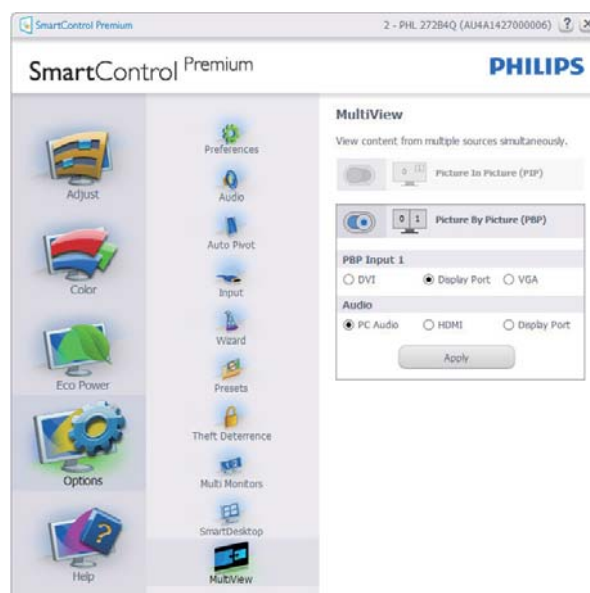 SmartControl Premium
2 - PHL 272B4Q (AU4A1427000006)
?
SmartControl Premium
PHILIPS
Adjust
Color
Eco Power
Options
Help
Preferences
Audio
Auto Pivot
Input
Wizard
Presets
Theft Deterrence
Multi Monitors
SmartDesktop
MultiView
MultiView
View content from multiple sources simultaneously.
0 1 Picture In Picture (PIP)
0 1 Picture By Picture (PBP)
PBP Input 1
DVI Display Port VGA
Audio
PC Audio HDMI Display Port
Apply